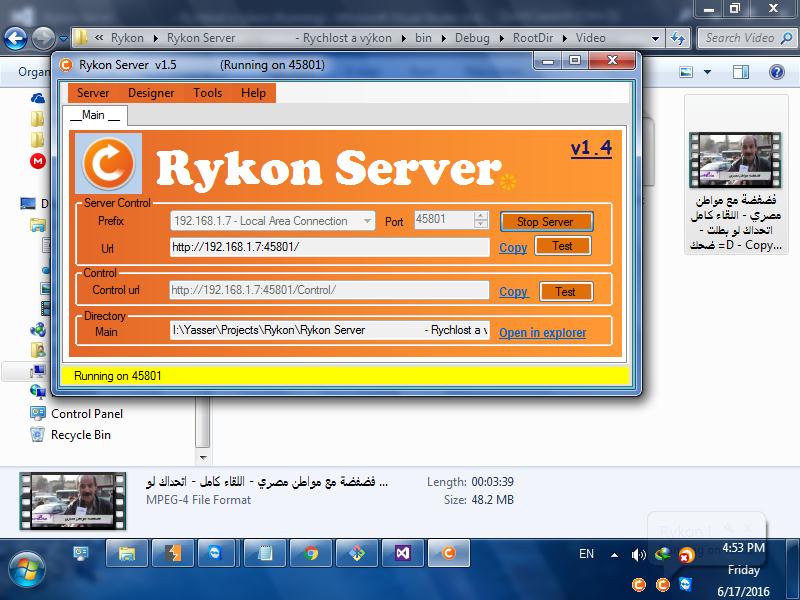 « Rykon ▸ Rykon Server - Rychlost a výkon ▸ bin ▸ Debug ▸ RootDir ▸ Video
Search Video
Organ
Rykon Server v1.5 (Running on 45801)
Server Designer Tools Help
__Main __
Rykon Server
v1.4
Server Control
Prefix 192.168.1.7 - Local Area Connection Port 45801 Stop Server
Url http://192.168.1.7:45801/ Copy Test
Control
Control url http://192.168.1.7:45801/Control/ Copy Test
Directory
Main I:\Yasser\Projects\Rykon\Rykon Server - Rychlost a v Open in explorer
Running on 45801
فضفضة مع مواطن
مصري - اللقاء كامل
- اتحداك لو بطلت
ضحك =D - Copy...
D
Control Panel
Recycle Bin
فضفضة مع مواطن مصري - اللقاء كامل - اتحداك لو ...
MPEG-4 File Format
Length: 00:03:39
Size: 48.2 MB
EN
4:53 PM
Friday
6/17/2016